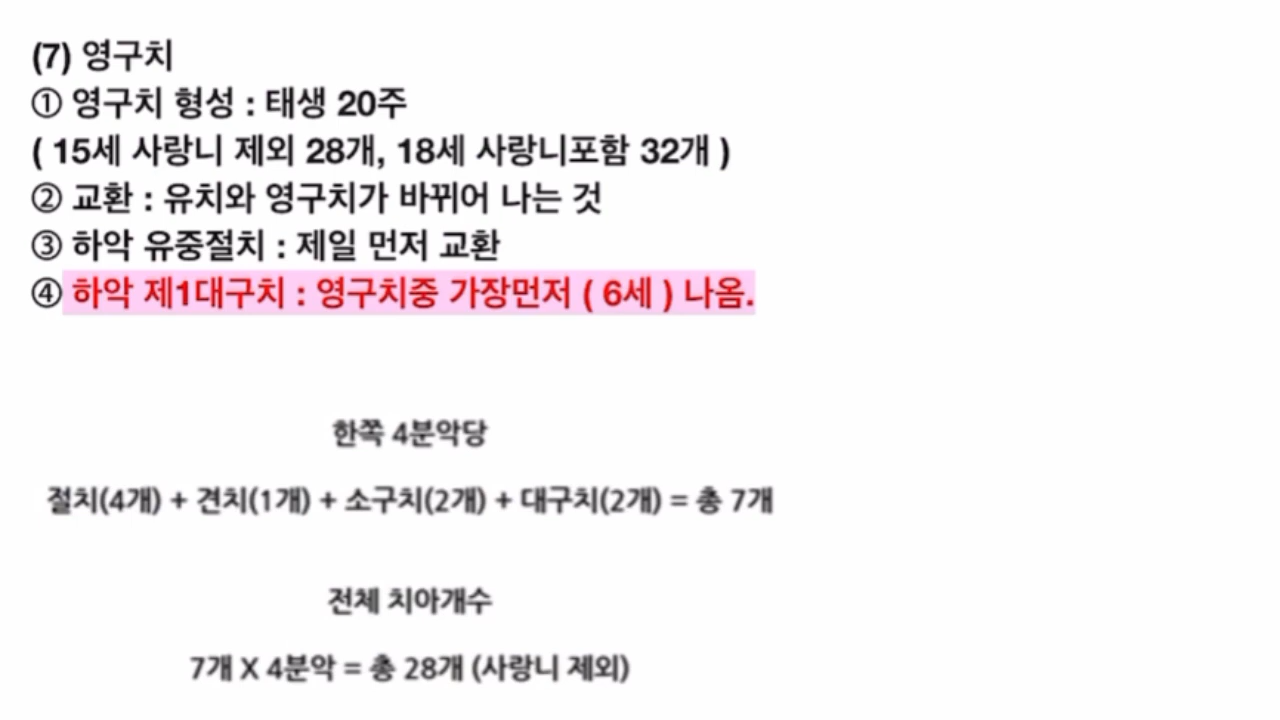 (7) 영구치
① 영구치 형성 : 태생 20주
( 15세 사랑니 제외 28개, 18세 사랑니포함 32개 )
② 교환 : 유치와 영구치가 바뀌어 나는 것
③ 하악 유중절치 : 제일 먼저 교환
④ 하악 제1대구치 : 영구치중 가장먼저 ( 6세 ) 나옴.
한쪽 4분악당
절치(4개) + 견치(1개) + 소구치(2개) + 대구치(2개) = 총 7개
전체 치아개수
7개 X 4분악 = 총 28개 (사랑니 제외)